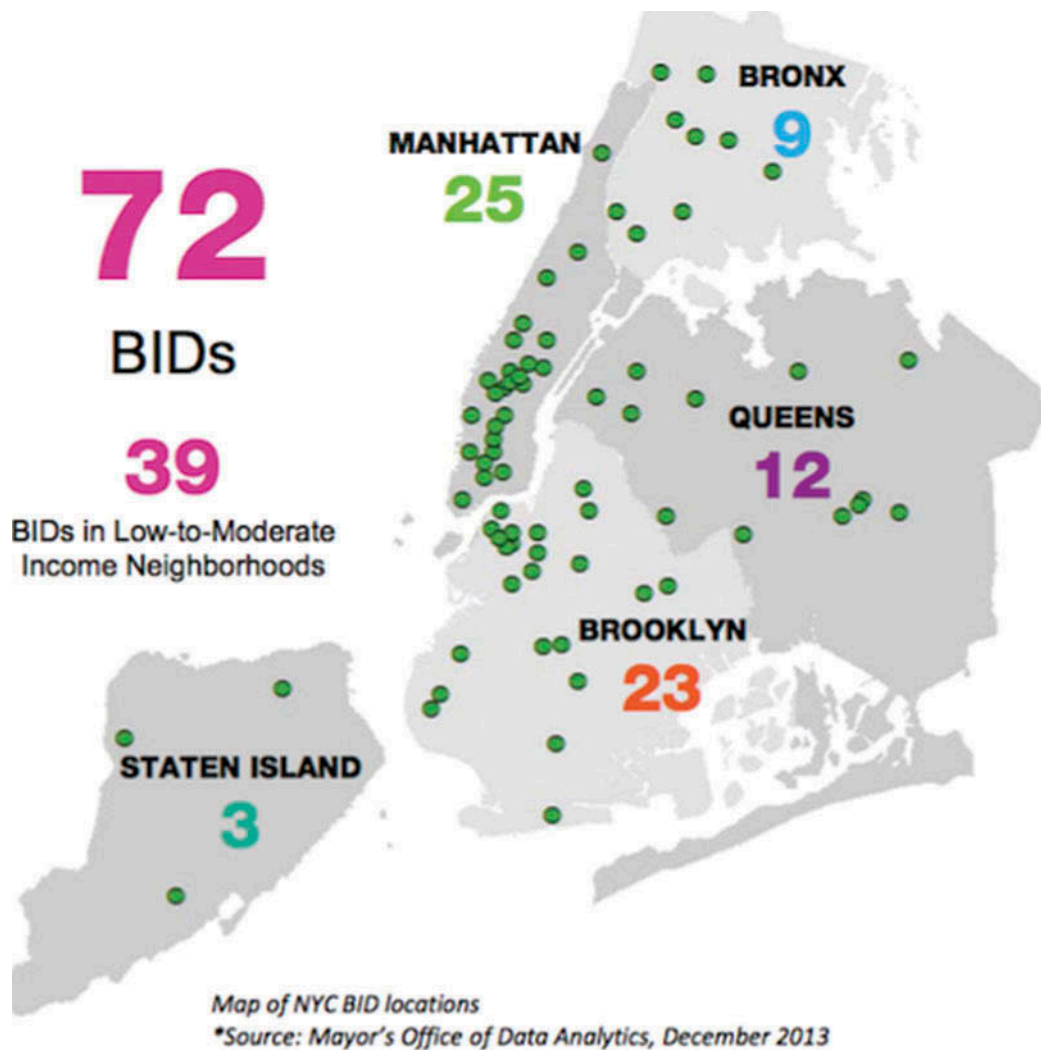 72
BIDs
39
BIDs in Low-to-Moderate
Income Neighborhoods
MANHATTAN
25
BRONX
9
QUEENS
12
BROOKLYN
23
STATEN ISLAND
3
Map of NYC BID locations
*Source: Mayor's Office of Data Analytics, December 2013